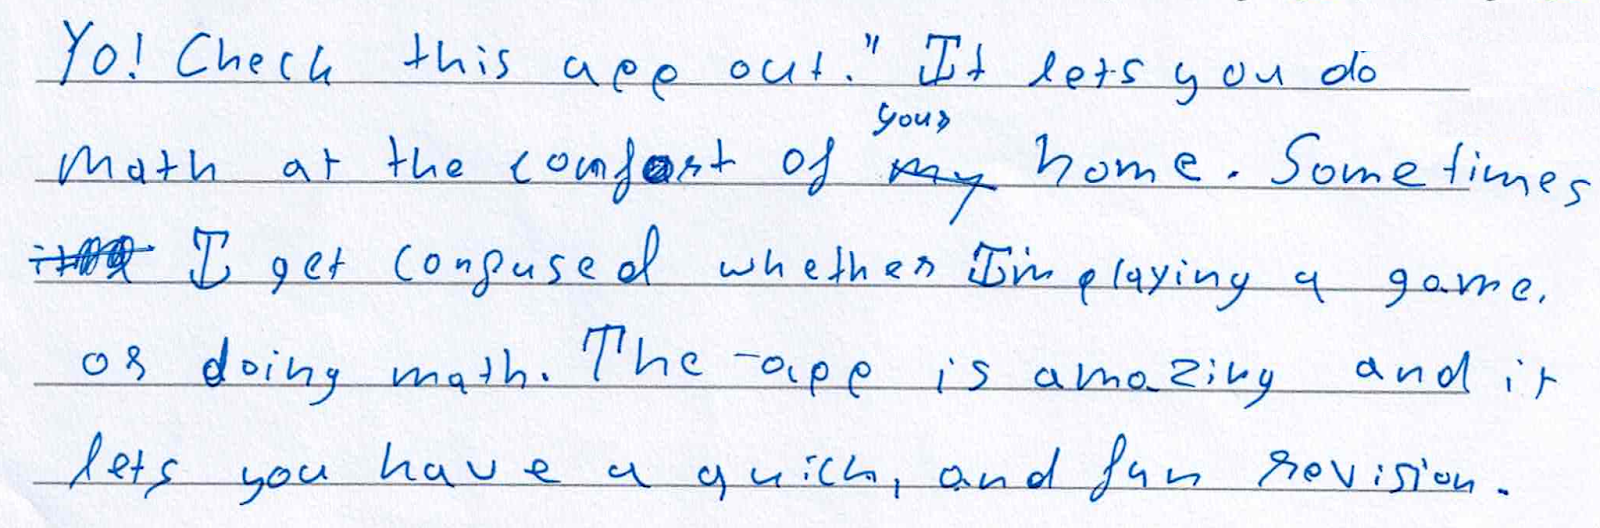 Yo! Check this app out." It lets you do
your
math at the comfort of my home. Sometimes
I get confused whether I'm playing a game.
or doing math. The app is amazing and it
lets you have a quick, and fun revision.